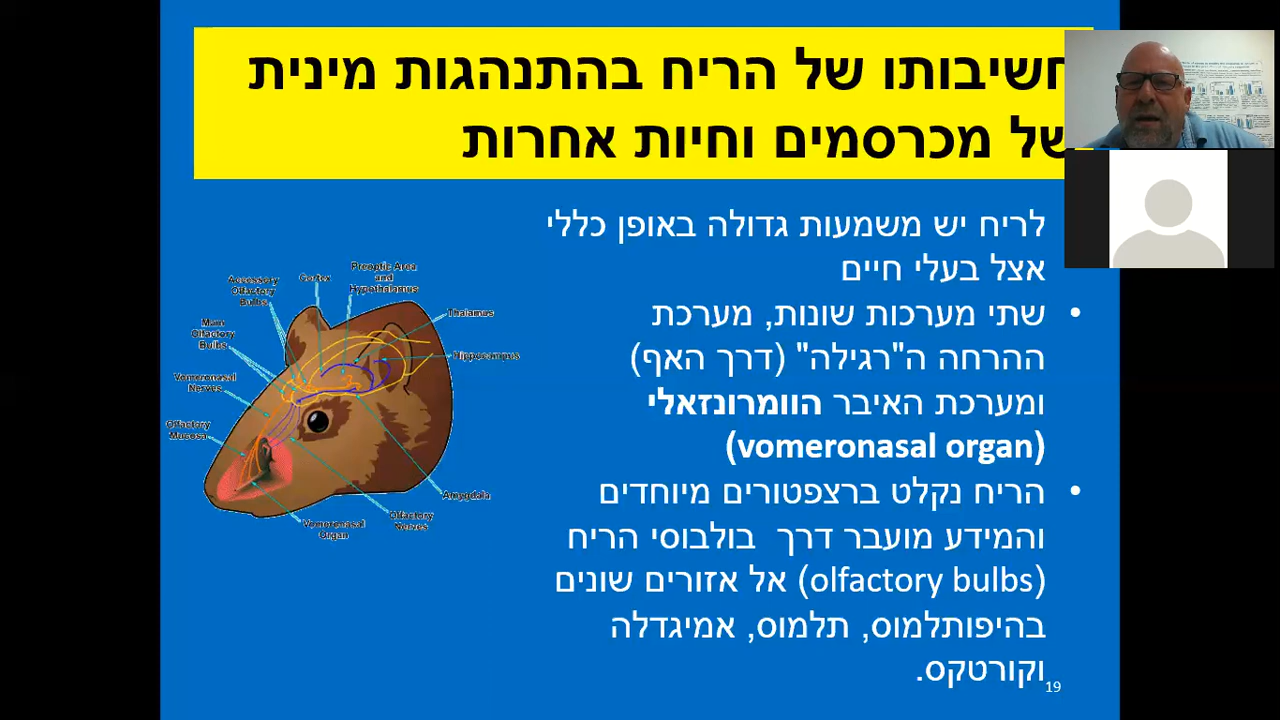 חשיבותו של הריח בהתנהגות מינית
של מכרסמים וחיות אחרות
לריח יש משמעות גדולה באופן כללי
אצל בעלי חיים
• שתי מערכות שונות, מערכת
ההרחה ה"רגילה" (דרך האף)
ומערכת האיבר הוומרונזאלי
(vomeronasal organ)
• הריח נקלט ברצפטורים מיוחדים
והמידע מועבר דרך בולבוסי הריח
(olfactory bulbs) אל אזורים שונים
בהיפותלמוס, תלמוס, אמיגדלה
וקורטקס.
19
Preoptic Area
and
Hypothalamus
Cortex
Accessory
Olfactory
Bulbs
Thalamus
Main
Olfactory
Bulbs
Hippocampus
Vomeronasal
Nerves
Olfactory
Mucosa
Amygdala
Olfactory
Nerves
Vomeronasal
Organ